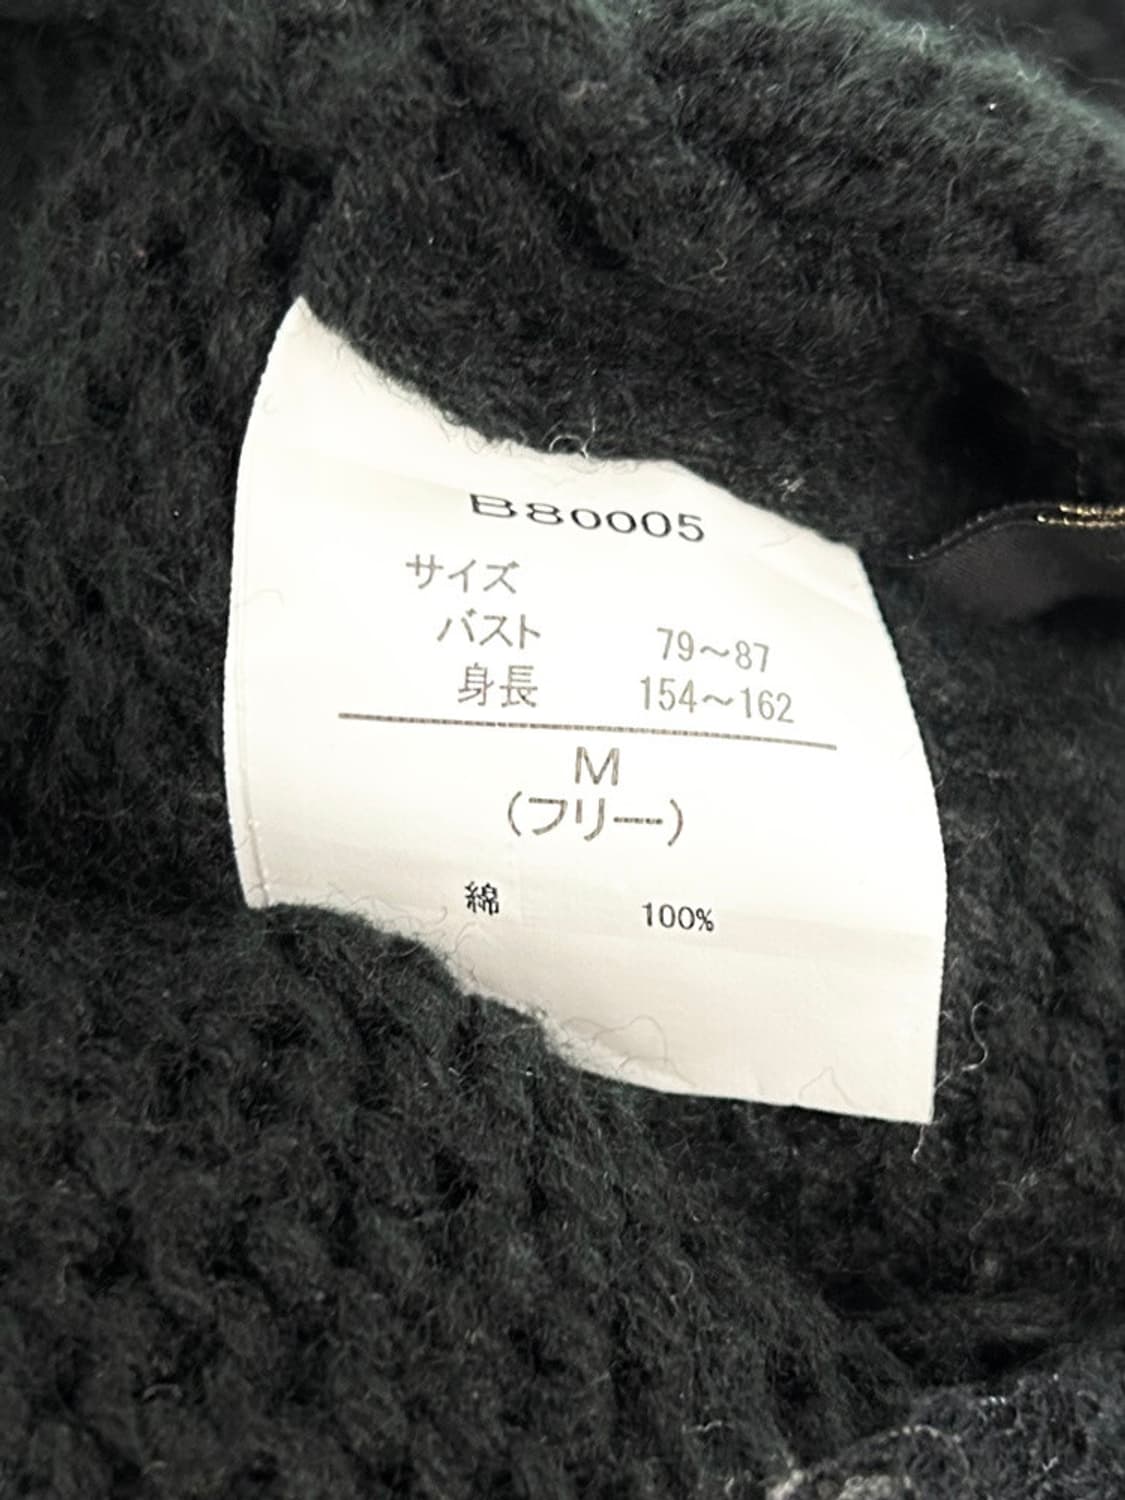 B80005
サイズ
バスト 79～87
身長 154～162
M
(フリー)
綿 100%